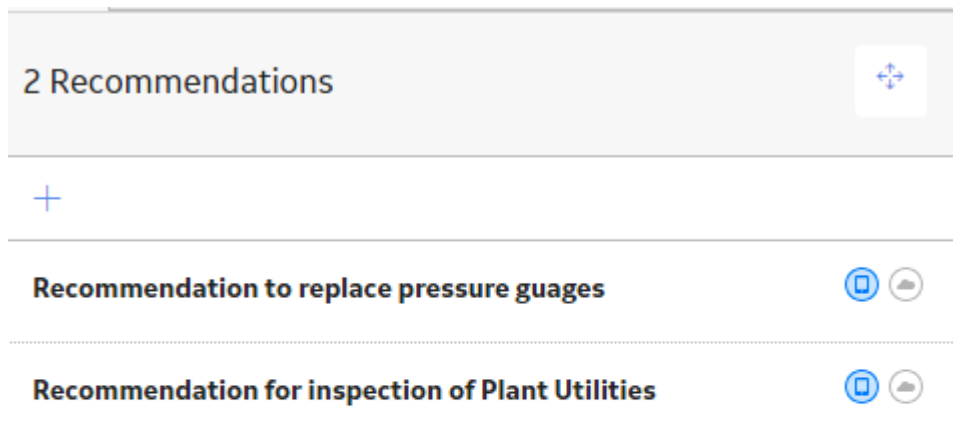 2 Recommendations
Recommendation to replace pressure guages
Recommendation for inspection of Plant Utilities